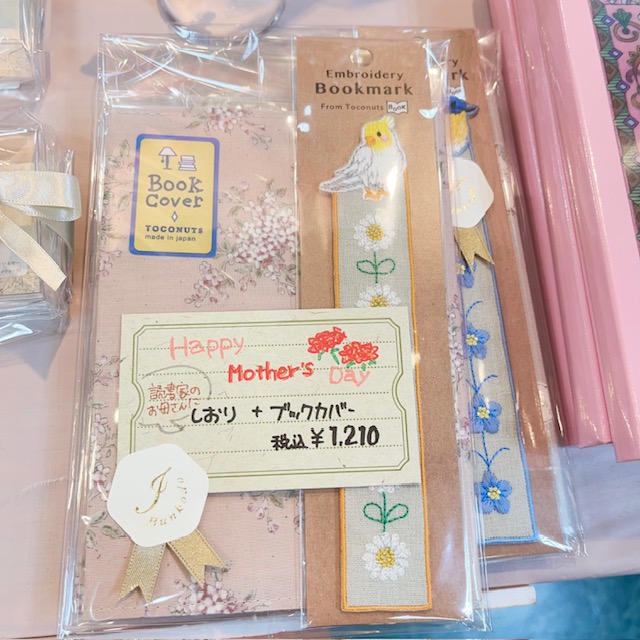 Book
Cover
TOCONUTS
made in japan
Embroidery
Bookmark
From Toconuts Book
Happy
Mother's Day
読書家の
お母さんに
しおり + ブックカバー
税込 ¥1,210
J
Bunkodo